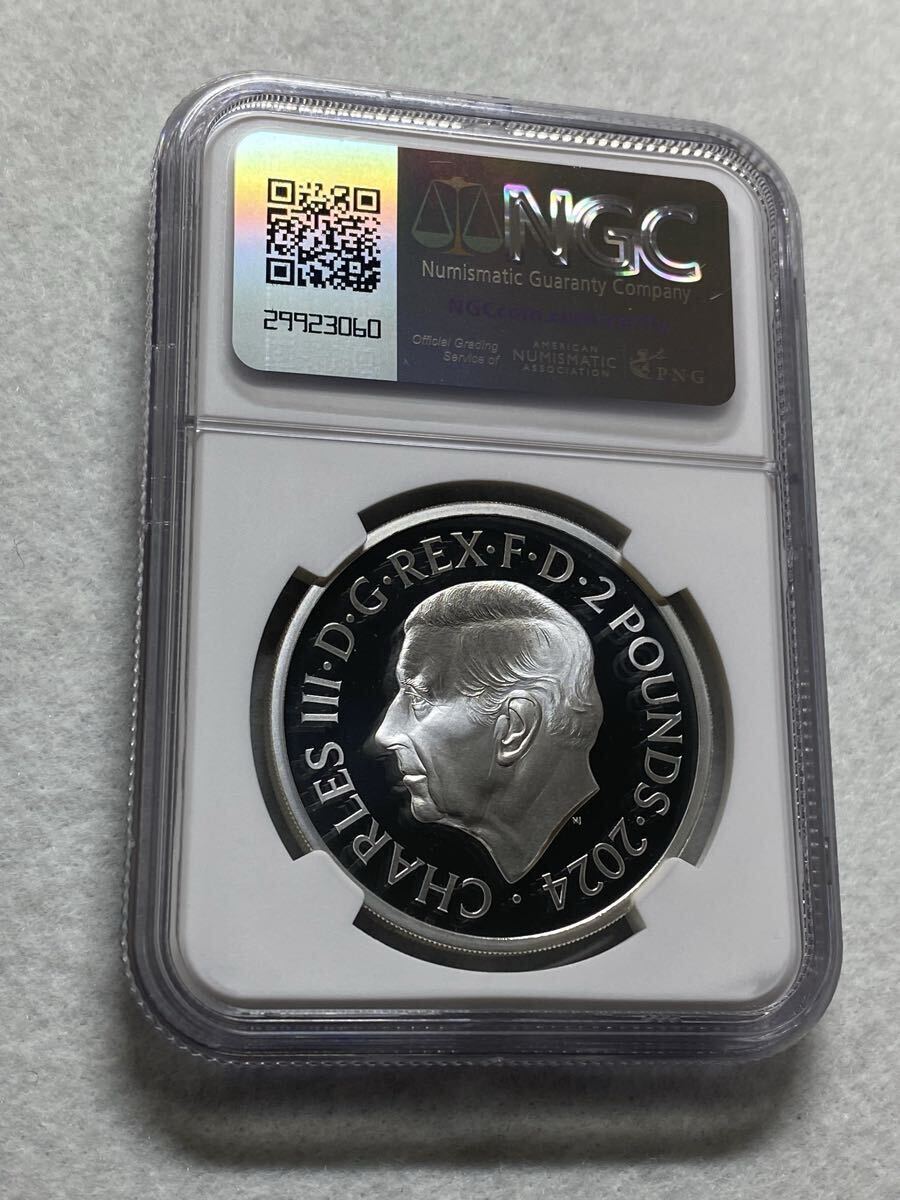 NGC
Numismatic Guaranty Company
29923060
Official Grading
Service of
AMERICAN
NUMISMATIC
ASSOCIATION
PNG
CHARLES III·D·G·REX·F·D·2 POUNDS·2024·
MJ